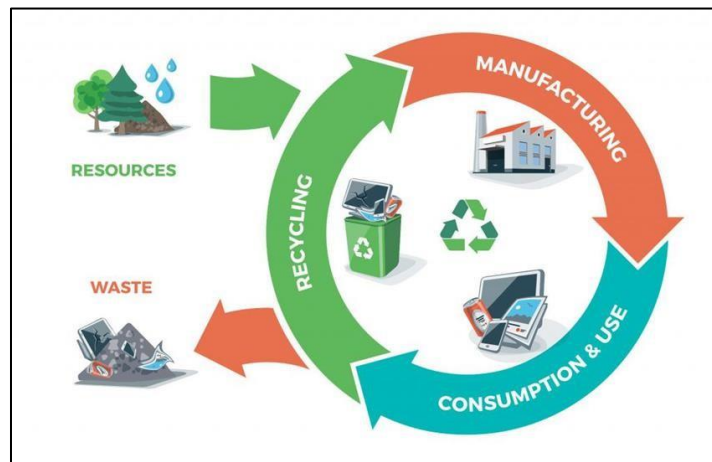 RESOURCES
WASTE
RECYCLING
MANUFACTURING
CONSUMPTION & USE